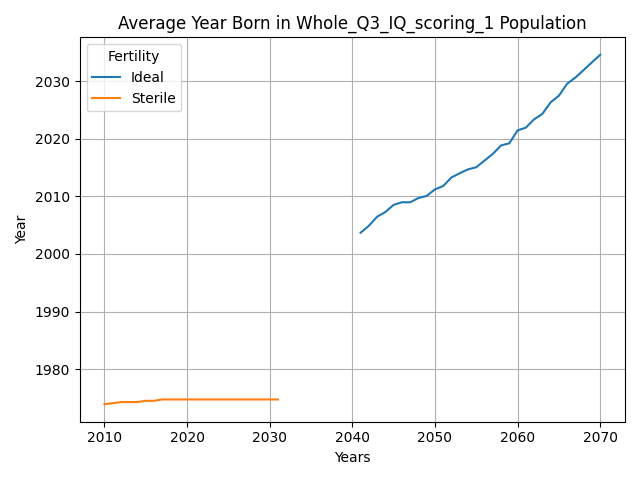 Average Year Born in Whole_Q3_IQ_scoring_1 Population
Fertility
Ideal
Sterile
Year
2030
2020
2010
2000
1990
1980
2010 2020 2030 2040 2050 2060 2070
Years